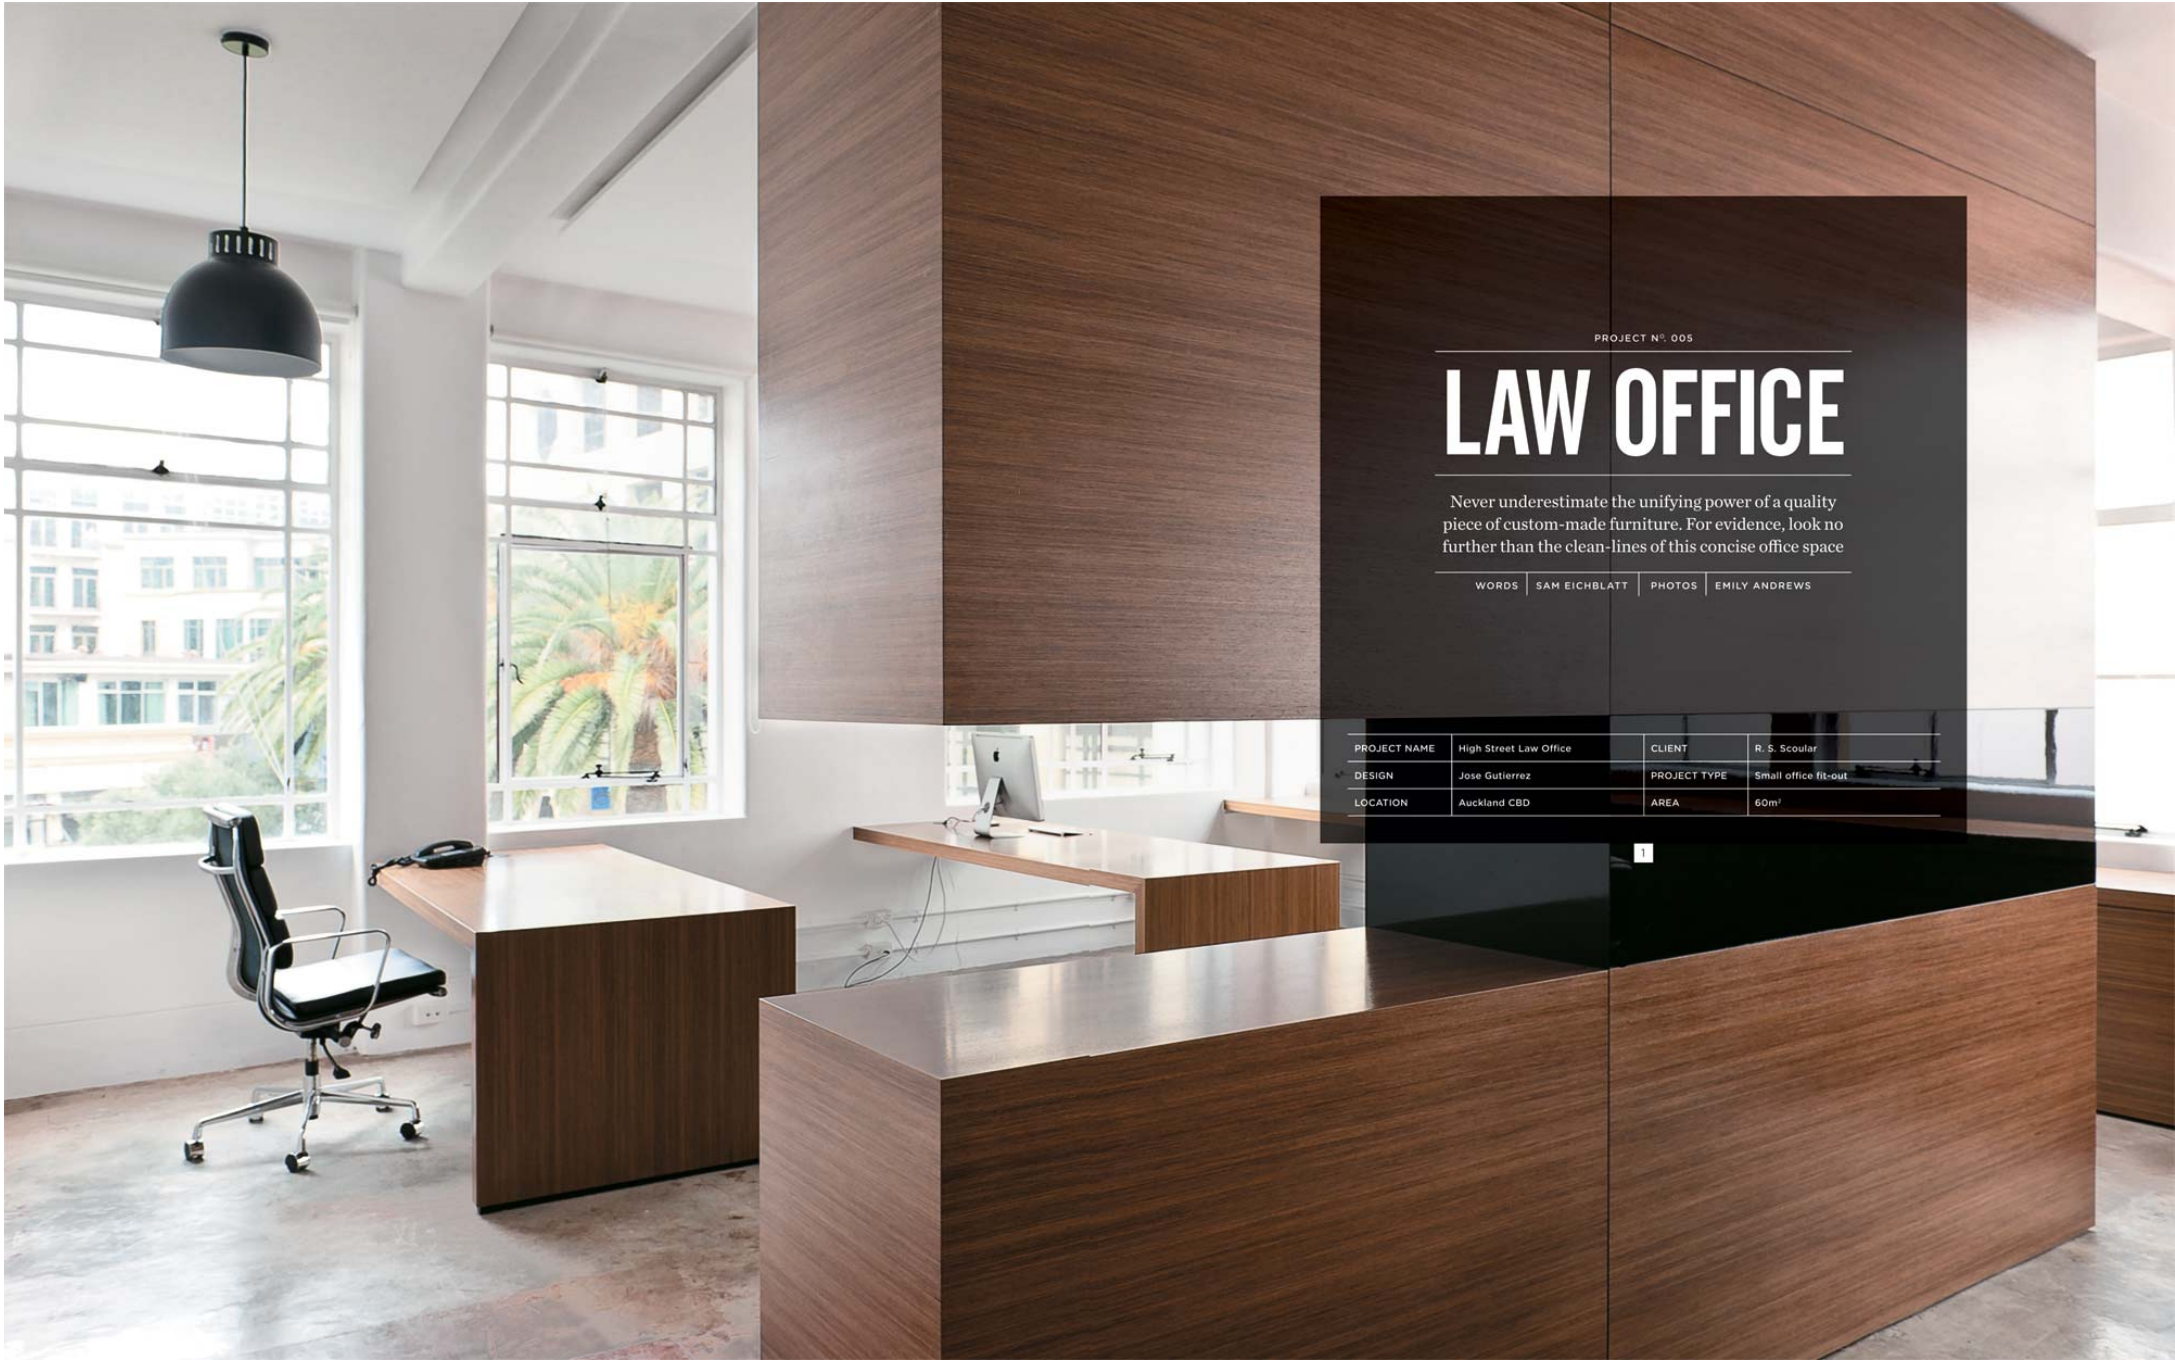 PROJECT Nº. 005
LAW OFFICE
Never underestimate the unifying power of a quality
piece of custom-made furniture. For evidence, look no
further than the clean-lines of this concise office space
WORDS | SAM EICHBLATT | PHOTOS | EMILY ANDREWS
PROJECT NAME | High Street Law Office | CLIENT | R. S. Scoular
DESIGN | Jose Gutierrez | PROJECT TYPE | Small office fit-out
LOCATION | Auckland CBD | AREA | 60m²
1